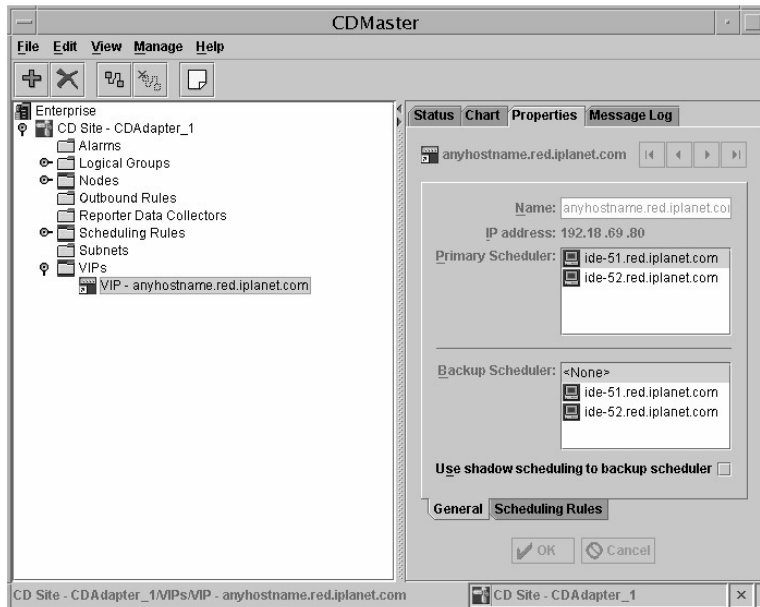 CDMaster
File Edit View Manage Help
Enterprise
CD Site - CDAdapter_1
Alarms
Logical Groups
Nodes
Outbound Rules
Reporter Data Collectors
Scheduling Rules
Subnets
VIPs
VIP - anyhostname.red.iplanet.com
Status Chart Properties Message Log
anyhostname.red.iplanet.com
Name: anyhostname.red.iplanet.co
IP address: 192.18 .69 .80
Primary Scheduler: ide-51.red.iplanet.com
ide-52.red.iplanet.com
Backup Scheduler: <None>
ide-51.red.iplanet.com
ide-52.red.iplanet.com
Use shadow scheduling to backup scheduler
General Scheduling Rules
OK Cancel
CD Site - CDAdapter_1/VIPs/VIP - anyhostname.red.iplanet.com
CD Site - CDAdapter_1